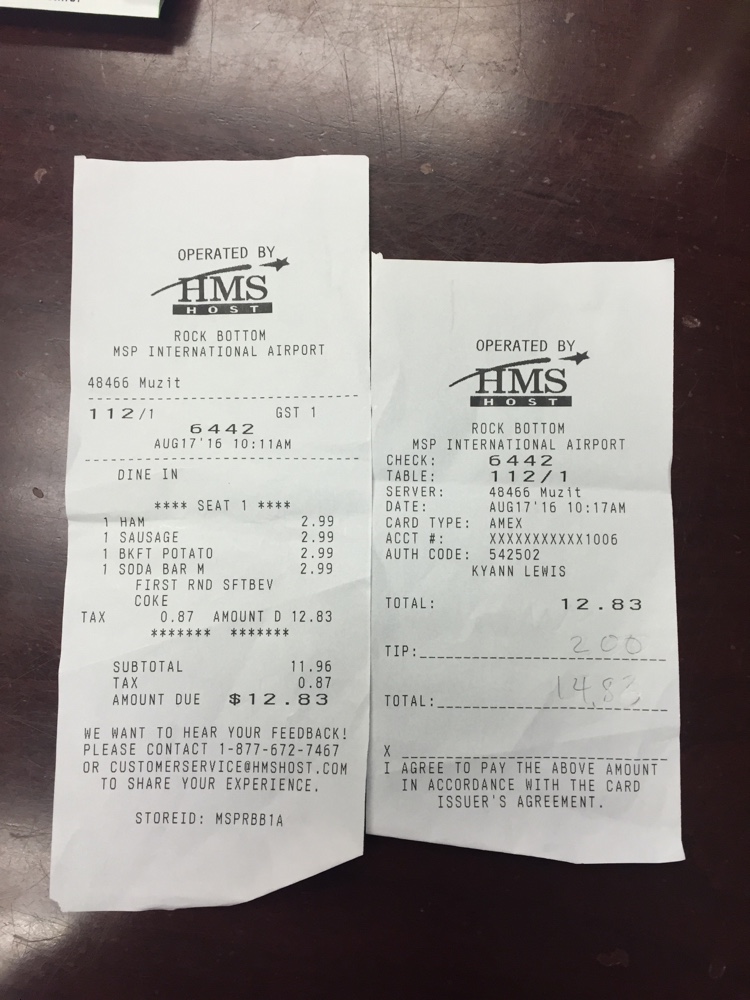 OPERATED BY
HMS
HOST
ROCK BOTTOM
MSP INTERNATIONAL AIRPORT
48466 Muzit
112/1 GST 1
6442
AUG17'16 10:11AM
DINE IN
**** SEAT 1 ****
1 HAM 2.99
1 SAUSAGE 2.99
1 BKFT POTATO 2.99
1 SODA BAR M 2.99
FIRST RND SFTBEV
COKE
TAX 0.87 AMOUNT D 12.83
******* *******
SUBTOTAL 11.96
TAX 0.87
AMOUNT DUE $12.83
WE WANT TO HEAR YOUR FEEDBACK!
PLEASE CONTACT 1-877-672-7467
OR CUSTOMERSERVICE@HMSHOST.COM
TO SHARE YOUR EXPERIENCE.
STOREID: MSPRBB1A
OPERATED BY
HMS
HOST
ROCK BOTTOM
MSP INTERNATIONAL AIRPORT
CHECK: 6442
TABLE: 112/1
SERVER: 48466 Muzit
DATE: AUG17'16 10:17AM
CARD TYPE: AMEX
ACCT #: XXXXXXXXXXX1006
AUTH CODE: 542502
KYANN LEWIS
TOTAL: 12.83
TIP: 2 00
TOTAL: 14.83
X
I AGREE TO PAY THE ABOVE AMOUNT
IN ACCORDANCE WITH THE CARD
ISSUER'S AGREEMENT.